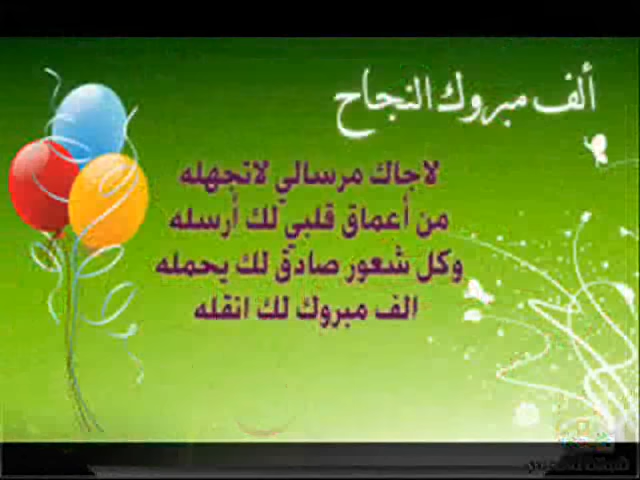 ألف مبروك النجاح
لاجاك مرسالي لاتجهله
من أعماق قلبي لك أرسله
وكل شعور صادق لك يحمله
الف مبروك لك انقله